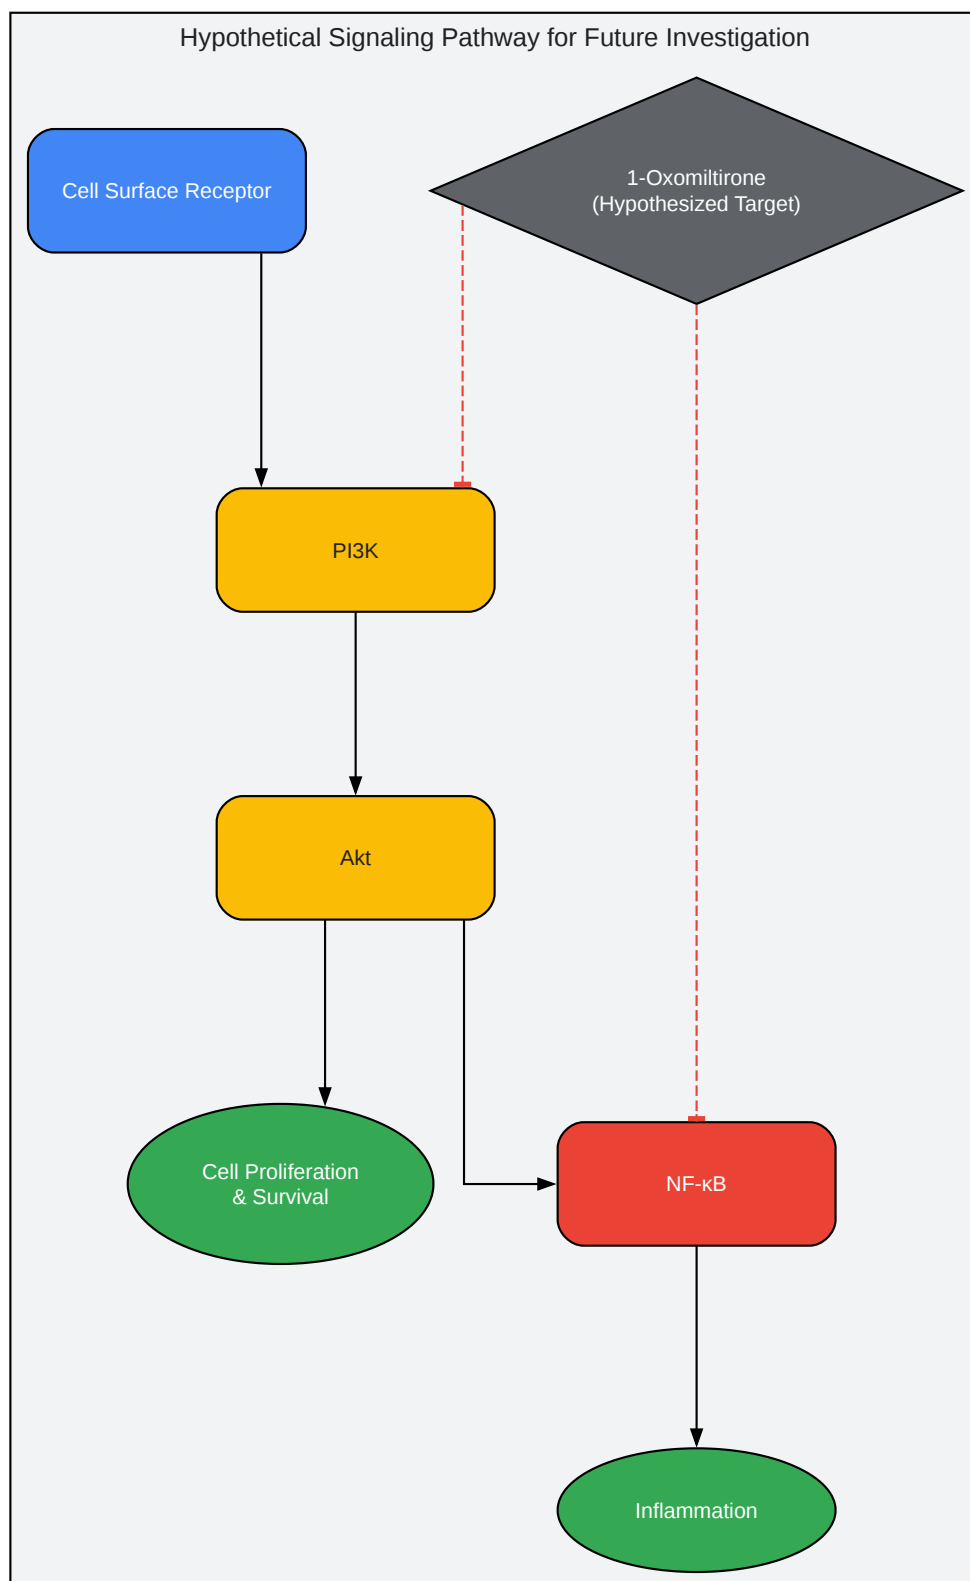 Hypothetical Signaling Pathway for Future Investigation
Cell Surface Receptor
1-Oxomiltirone
(Hypothesized Target)
PI3K
Akt
Cell Proliferation
& Survival
NF-κB
Inflammation